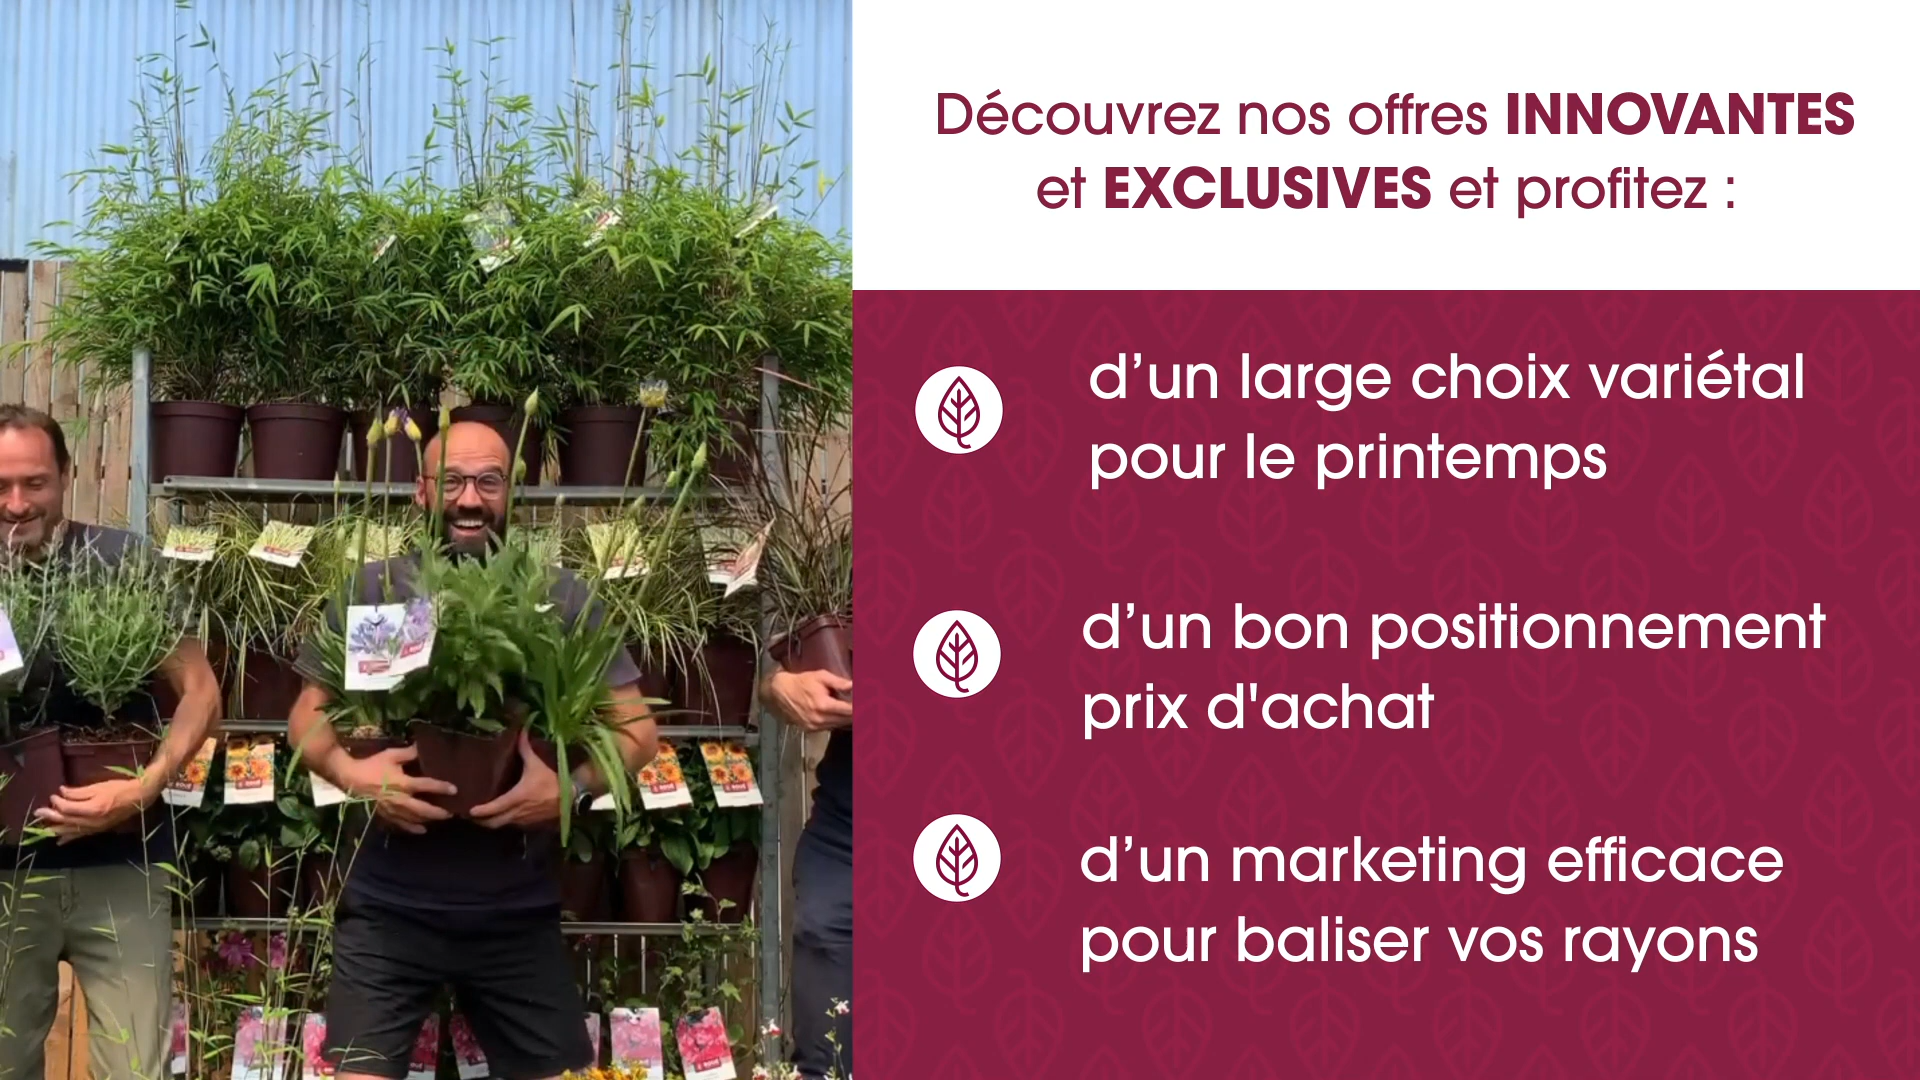 Découvrez nos offres INNOVANTES
et EXCLUSIVES et profitez :
d’un large choix variétal
pour le printemps
d’un bon positionnement
prix d'achat
d’un marketing efficace
pour baliser vos rayons